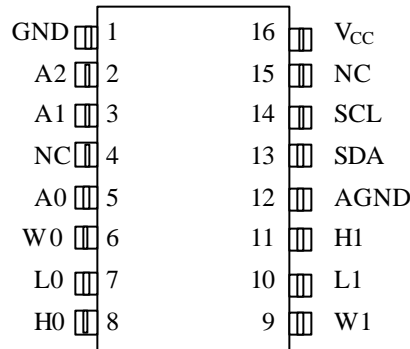 GND 1 16 VCC
A2 2 15 NC
A1 3 14 SCL
NC 4 13 SDA
A0 5 12 AGND
W0 6 11 H1
L0 7 10 L1
H0 8 9 W1